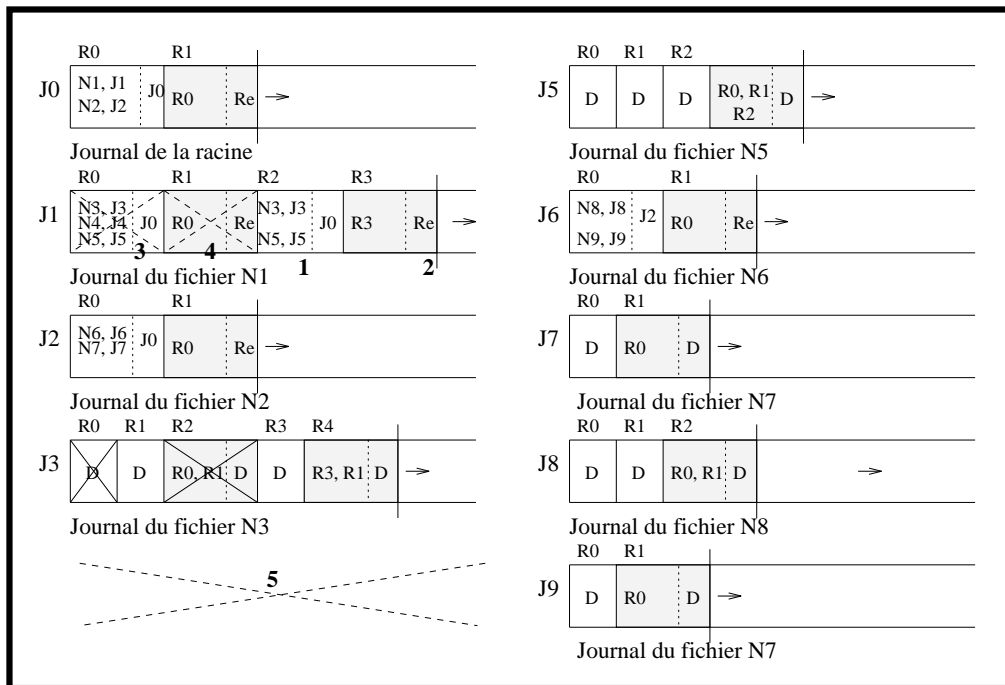 R0 R1
J0 N1, J1 J0 R0 Re
N2, J2
Journal de la racine
R0 R1 R2 R3
J1 N3, J3 N4, J4 J0 R0 Re N3, J3 J0 R3 Re
N5, J5 N5, J5
3 4 1 2
Journal du fichier N1
R0 R1
J2 N6, J6 J0 R0 Re
N7, J7
Journal du fichier N2
R0 R1 R2 R3 R4
J3 D D R0, R1 D D R3, R1 D
Journal du fichier N3
5
R0 R1 R2
J5 D D D R0, R1 D
R2
Journal du fichier N5
R0 R1
J6 N8, J8 J2 R0 Re
N9, J9
Journal du fichier N6
R0 R1
J7 D R0 D
Journal du fichier N7
R0 R1 R2
J8 D D R0, R1 D
Journal du fichier N8
R0 R1
J9 D R0 D
Journal du fichier N7